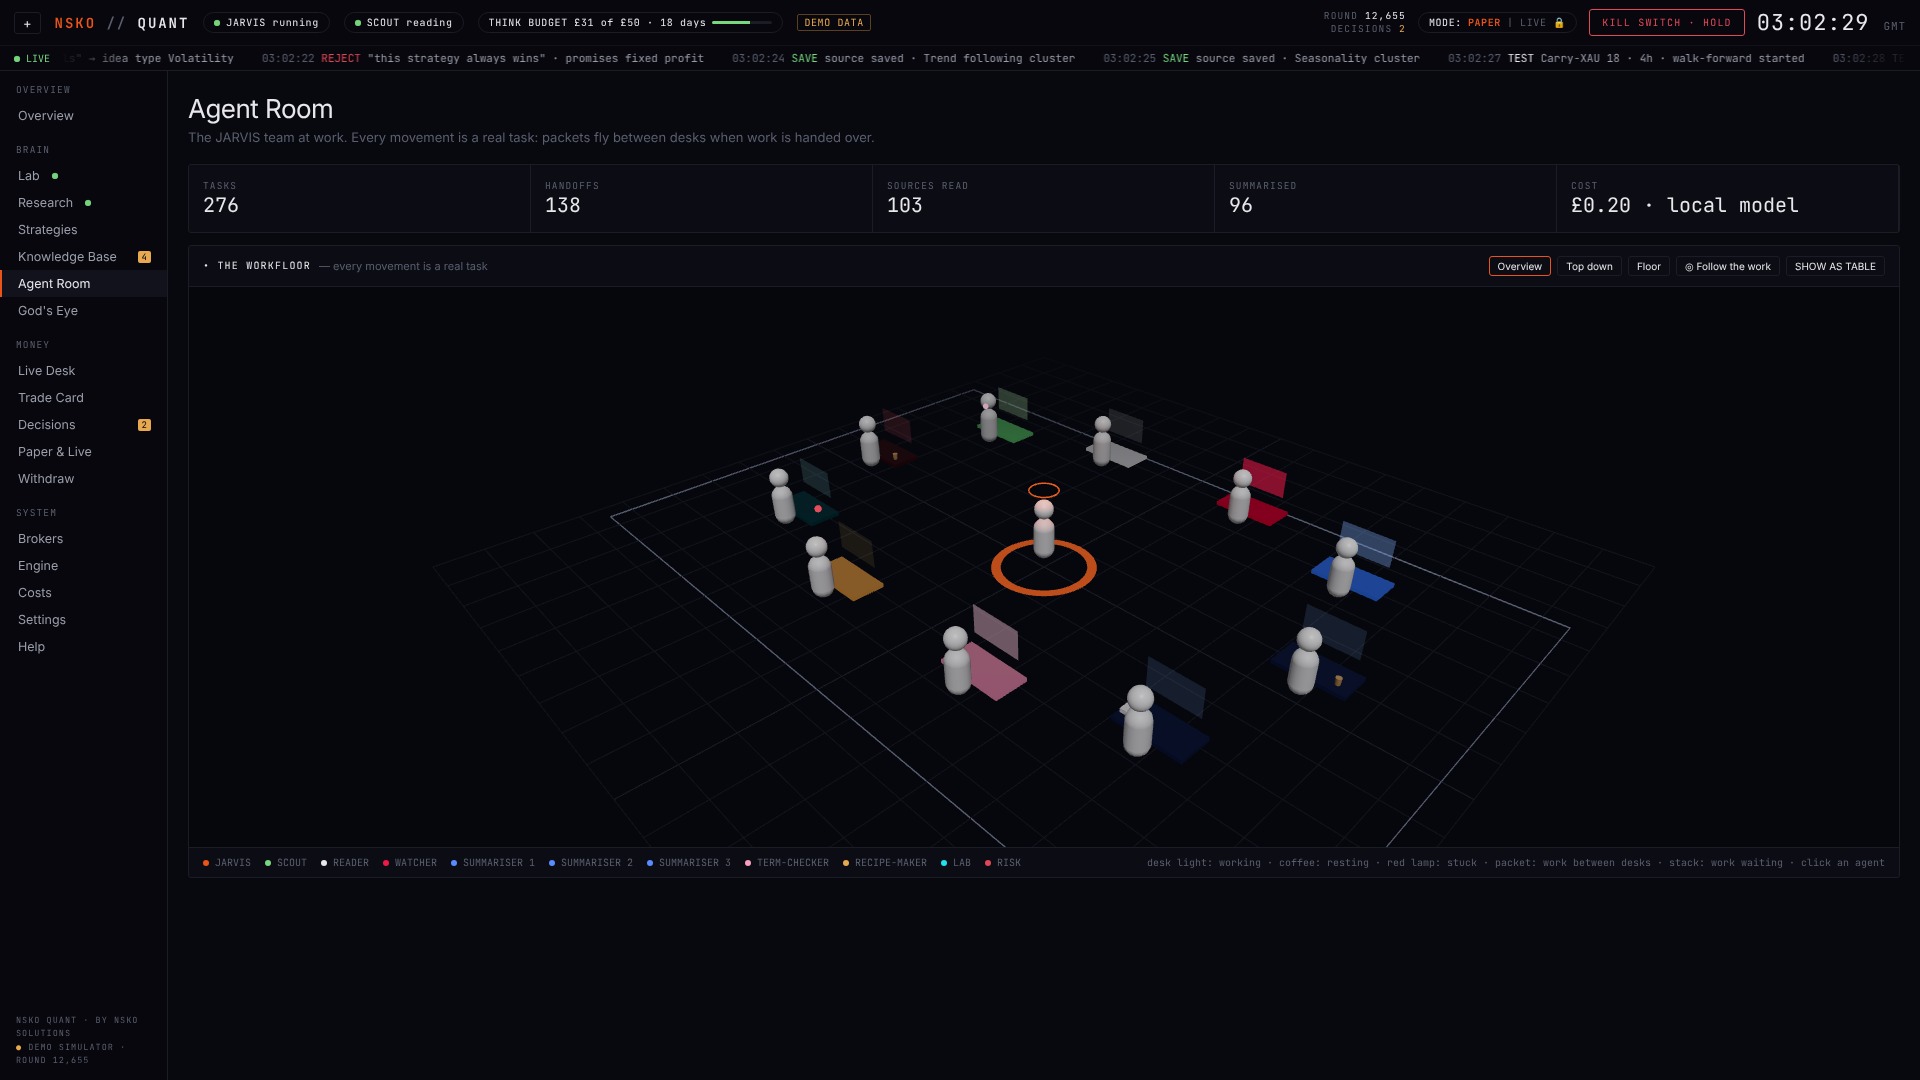 + NSKO // QUANT JARVIS running SCOUT reading THINK BUDGET £31 of £50 · 18 days DEMO DATA
ROUND 12,655
DECISIONS 2
MODE: PAPER | LIVE
KILL SWITCH · HOLD
03:02:29 GMT
LIVE → idea type Volatility 03:02:22 REJECT "this strategy always wins" · promises fixed profit 03:02:24 SAVE source saved · Trend following cluster 03:02:25 SAVE source saved · Seasonality cluster 03:02:27 TEST Carry-XAU 18 · 4h · walk-forward started 03:02:28
OVERVIEW
Overview
BRAIN
Lab
Research
Strategies
Knowledge Base 4
Agent Room
God's Eye
MONEY
Live Desk
Trade Card
Decisions 2
Paper & Live
Withdraw
SYSTEM
Brokers
Engine
Costs
Settings
Help
NSKO QUANT · BY NSKO
SOLUTIONS
DEMO SIMULATOR ·
ROUND 12,655
Agent Room
The JARVIS team at work. Every movement is a real task: packets fly between desks when work is handed over.
TASKS
276
HANDOFFS
138
SOURCES READ
103
SUMMARISED
96
COST
£0.20 · local model
• THE WORKFLOOR — every movement is a real task
Overview Top down Floor ◎ Follow the work SHOW AS TABLE
JARVIS SCOUT READER WATCHER SUMMARISER 1 SUMMARISER 2 SUMMARISER 3 TERM-CHECKER RECIPE-MAKER LAB RISK
desk light: working · coffee: resting · red lamp: stuck · packet: work between desks · stack: work waiting · click an agent